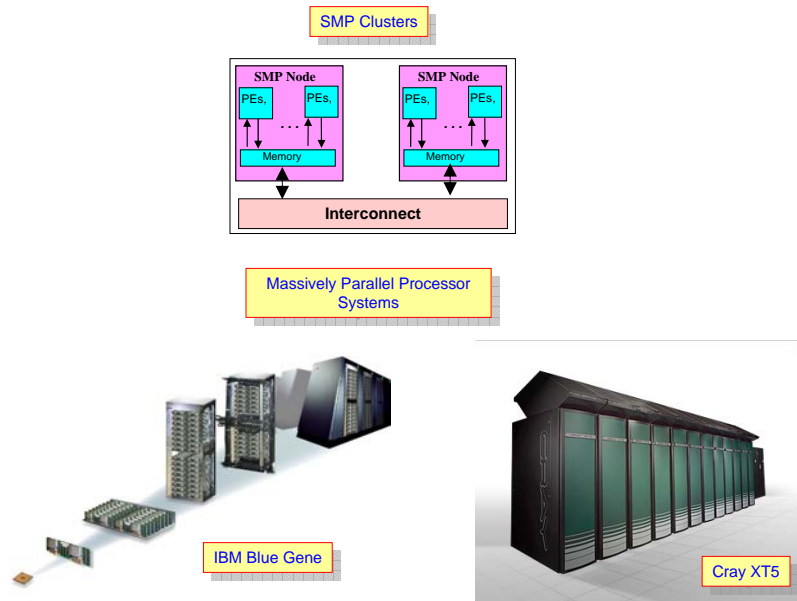 SMP Clusters
SMP Node
SMP Node
PEs,
PEs,
PEs,
PEs,
. . .
. . .
Memory
Memory
Interconnect
Massively Parallel Processor
Systems
CRAY
IBM Blue Gene
Cray XT5